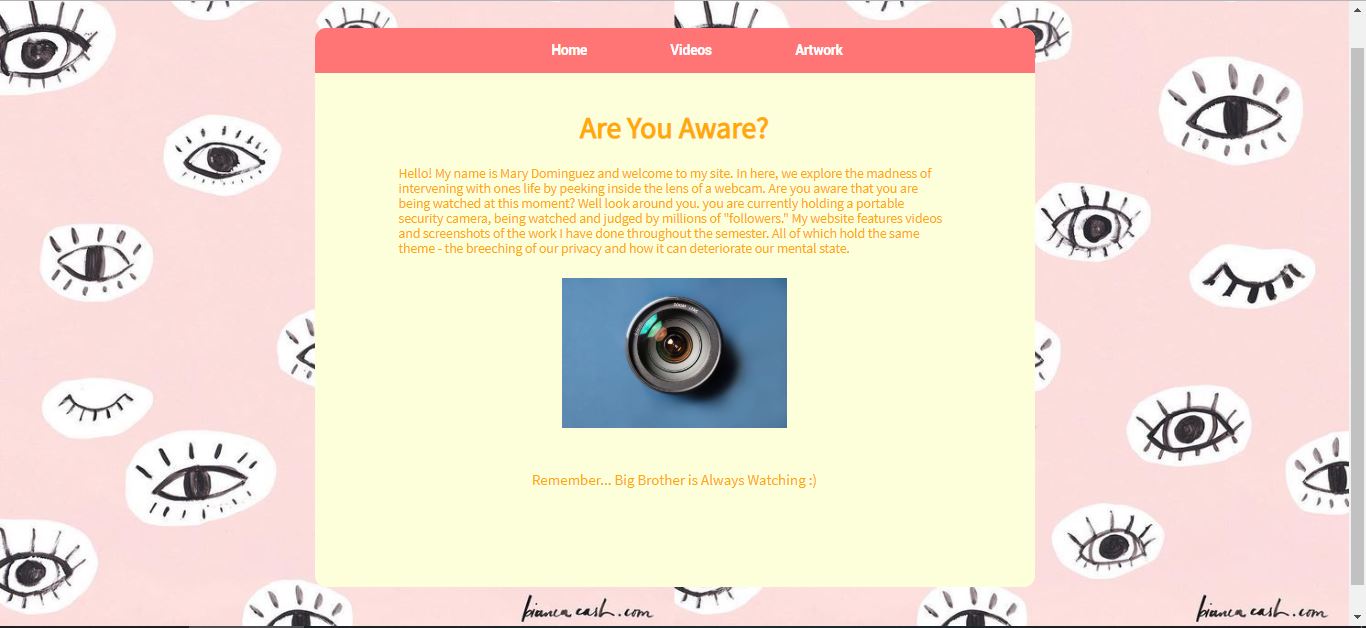 Home Videos Artwork
Are You Aware?
Hello! My name is Mary Dominguez and welcome to my site. In here, we explore the madness of
intervening with ones life by peeking inside the lens of a webcam. Are you aware that you are
being watched at this moment? Well look around you. you are currently holding a portable
security camera, being watched and judged by millions of "followers." My website features videos
and screenshots of the work I have done throughout the semester. All of which hold the same
theme - the breeching of our privacy and how it can deteriorate our mental state.
Remember... Big Brother is Always Watching :)
bianca cash.com
bianca cash.com